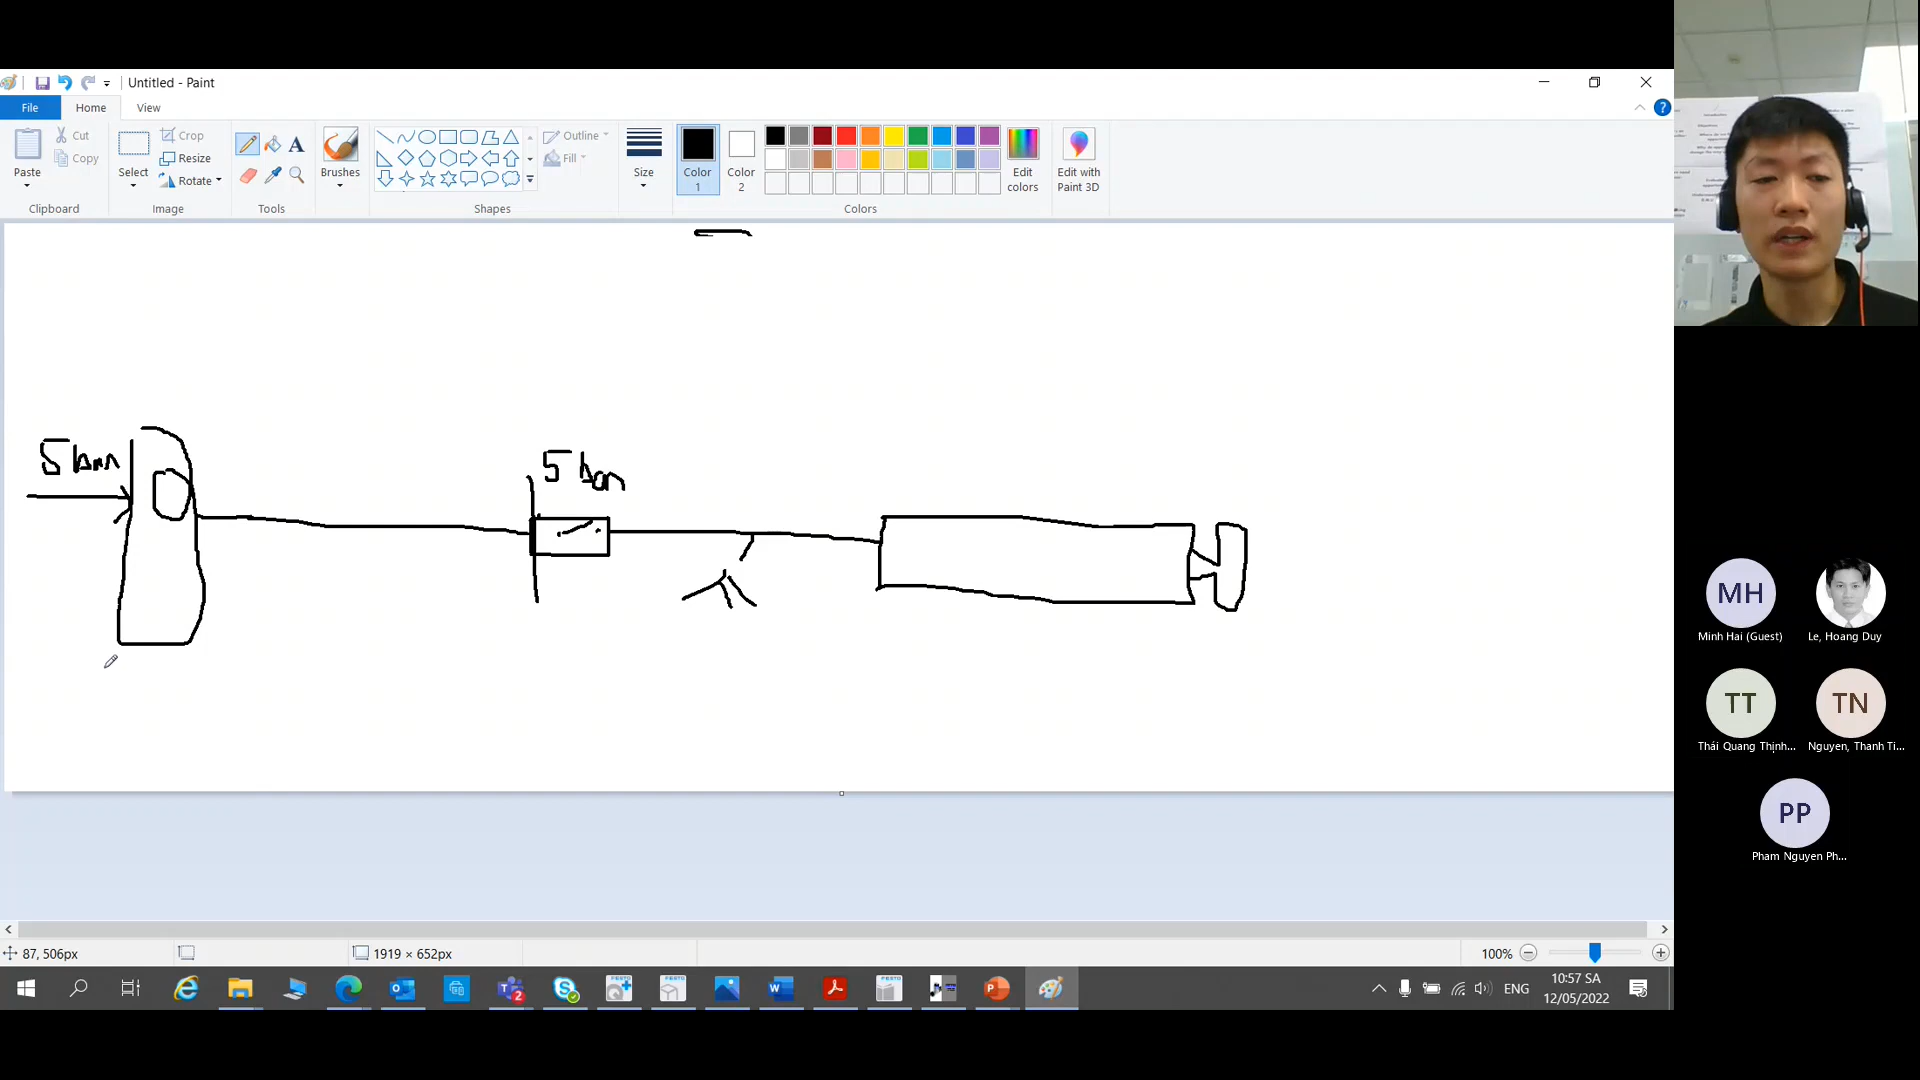 Untitled - Paint
File
Home
View
Paste
Cut
Copy
Clipboard
Select
Crop
Resize
Rotate
Image
A
Tools
Brushes
Shapes
Outline
Fill
Size
Color 1
Color 2
Edit colors
Edit with Paint 3D
Colors
5 bar
5 bar
Minh Hai (Guest)
Le, Hoang Duy
MH
TT
TN
Thái Quang Thịnh...
Nguyen, Thanh Ti...
PP
Pham Nguyen Ph...
87, 506px
1919 × 652px
100%
ENG
10:57 SA
12/05/2022